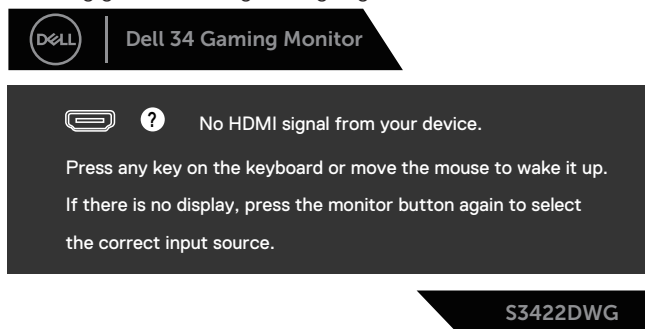 DELL
Dell 34 Gaming Monitor
? No HDMI signal from your device.
Press any key on the keyboard or move the mouse to wake it up.
If there is no display, press the monitor button again to select
the correct input source.
S3422DWG